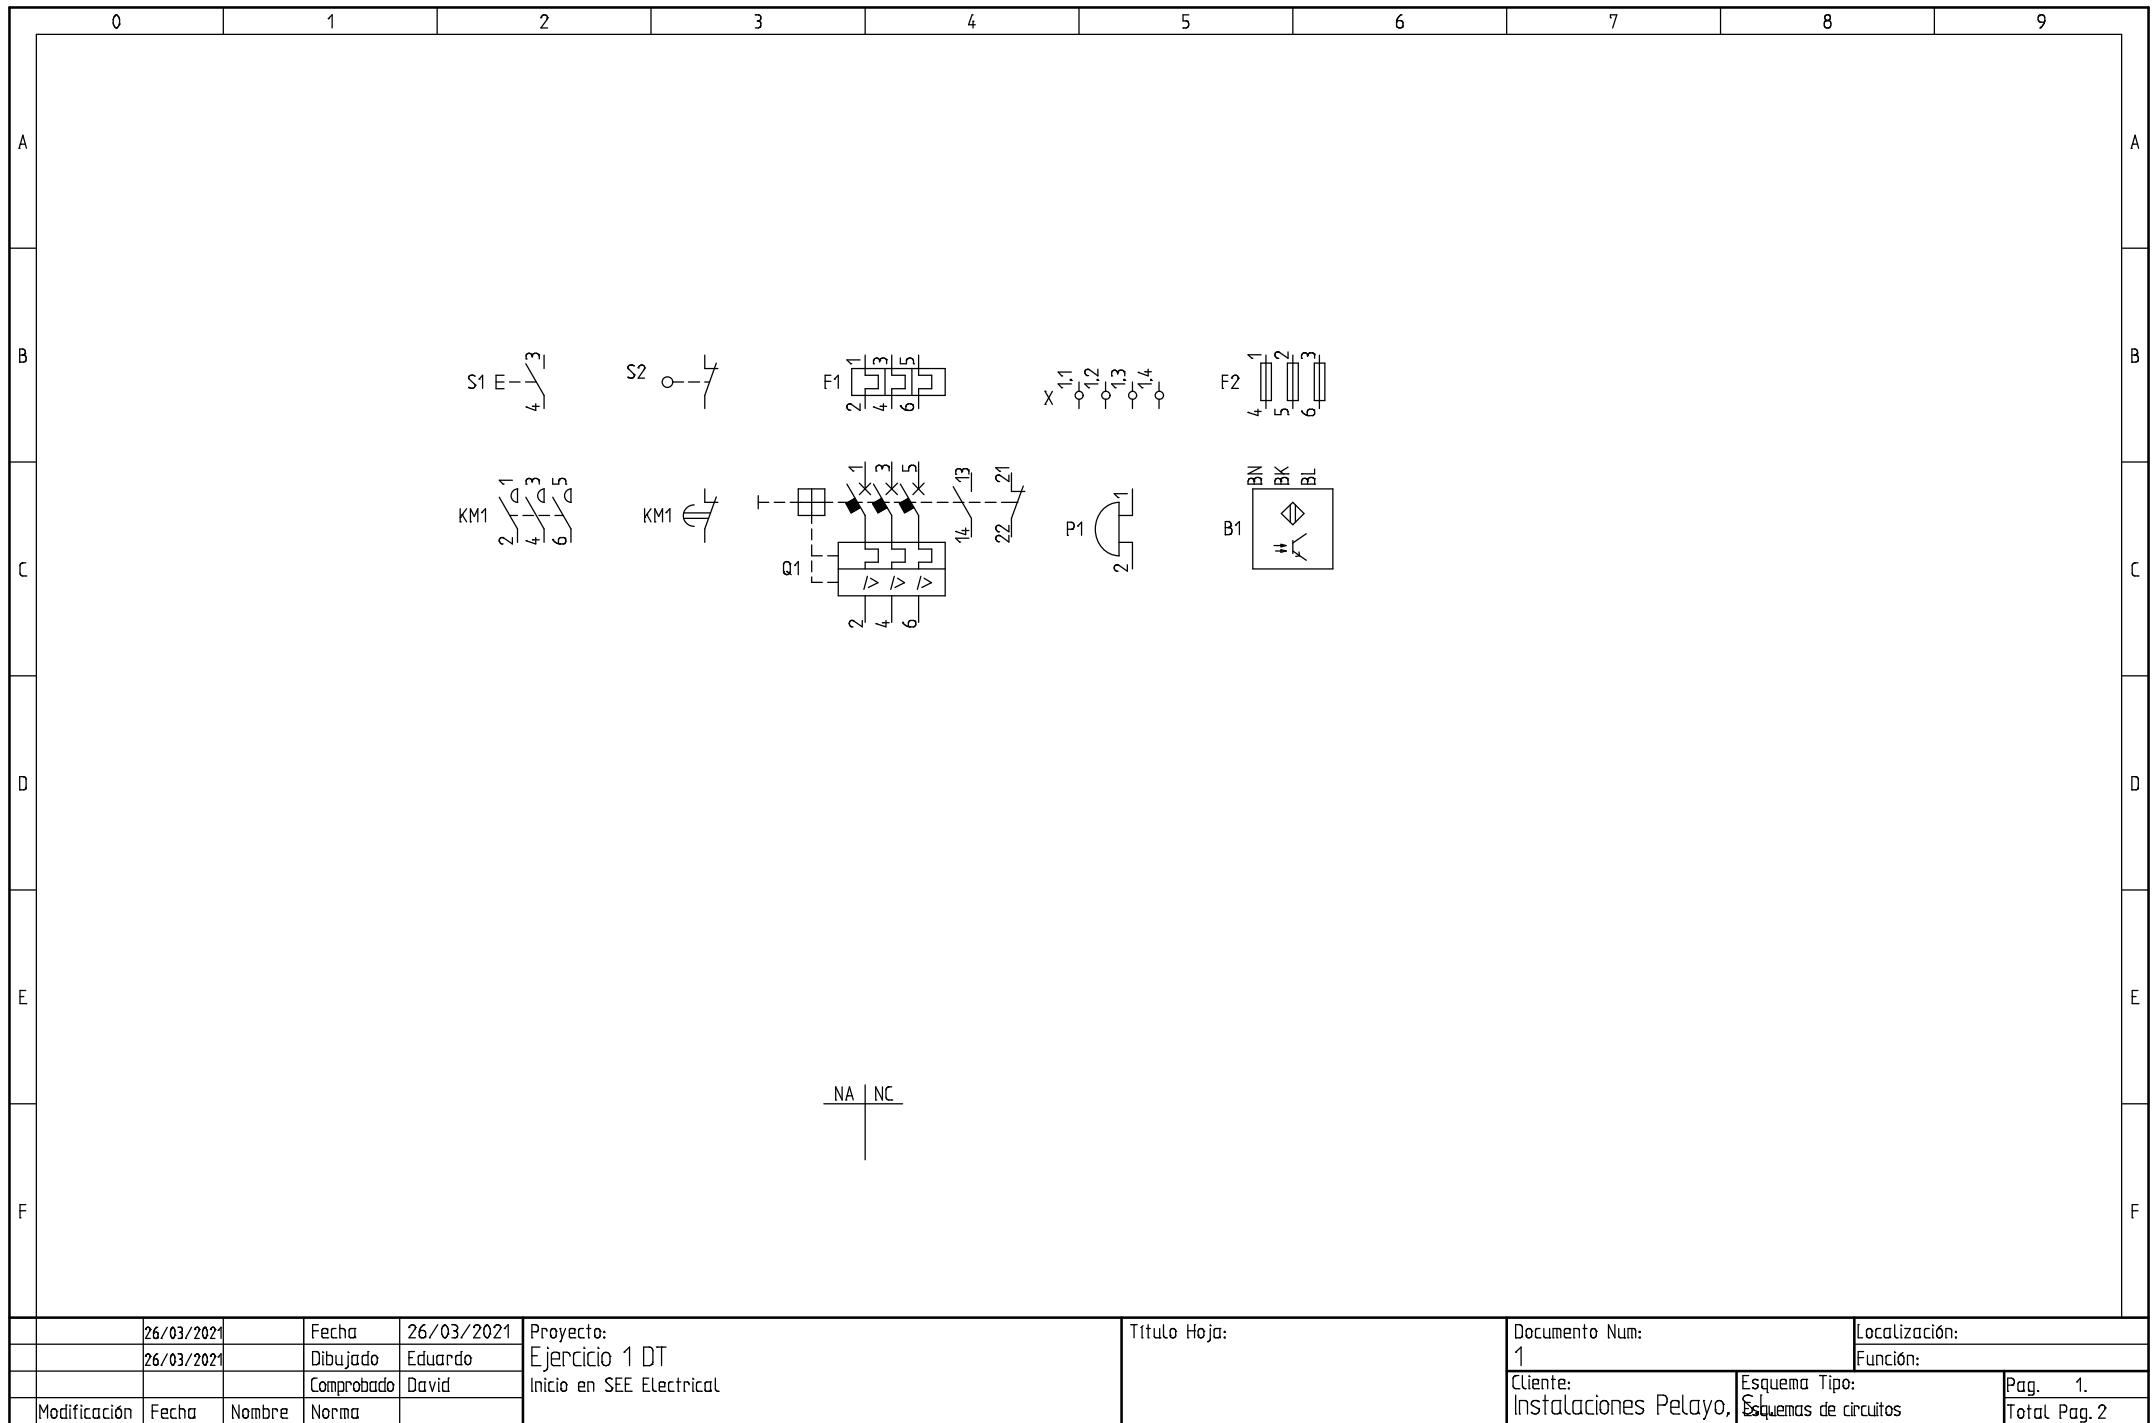 0 1 2 3 4 5 6 7 8 9
A A
B B
S1 3 4
S2
F1 1 3 5 2 4 6
X 1.1 1.2 1.3 1.4
F2 1 2 3 4 5 6
KM1 1 3 5 2 4 6
KM1
Q1 1 3 5 13 21 14 22 2 4 6
P1 1 2
B1 BN BK BL
C C
D D
E E
NA NC
F F
26/03/2021 Fecha 26/03/2021
26/03/2021 Dibujado Eduardo
Comprobado David
Modificación Fecha Nombre Norma
Proyecto:
Ejercicio 1 DT
Inicio en SEE Electrical
Título Hoja:
Documento Num:
1
Localización:
Función:
Cliente:
Instalaciones Pelayo, S.L.
Esquema Tipo:
Esquemas de circuitos
Pag. 1.
Total Pag. 2